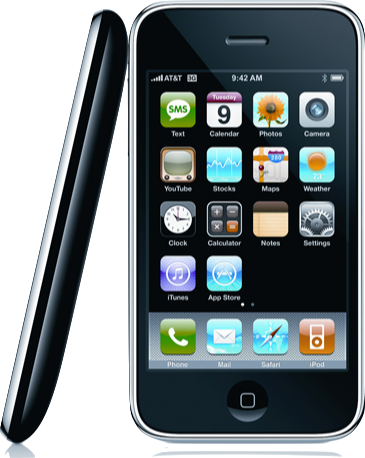 AT&T 3G 9:42 AM
SMS Tuesday 9 280 23
Text Calendar Photos Camera
YouTube Stocks Maps Weather
Clock Calculator Notes Settings
iTunes App Store
Phone Mail Safari iPod